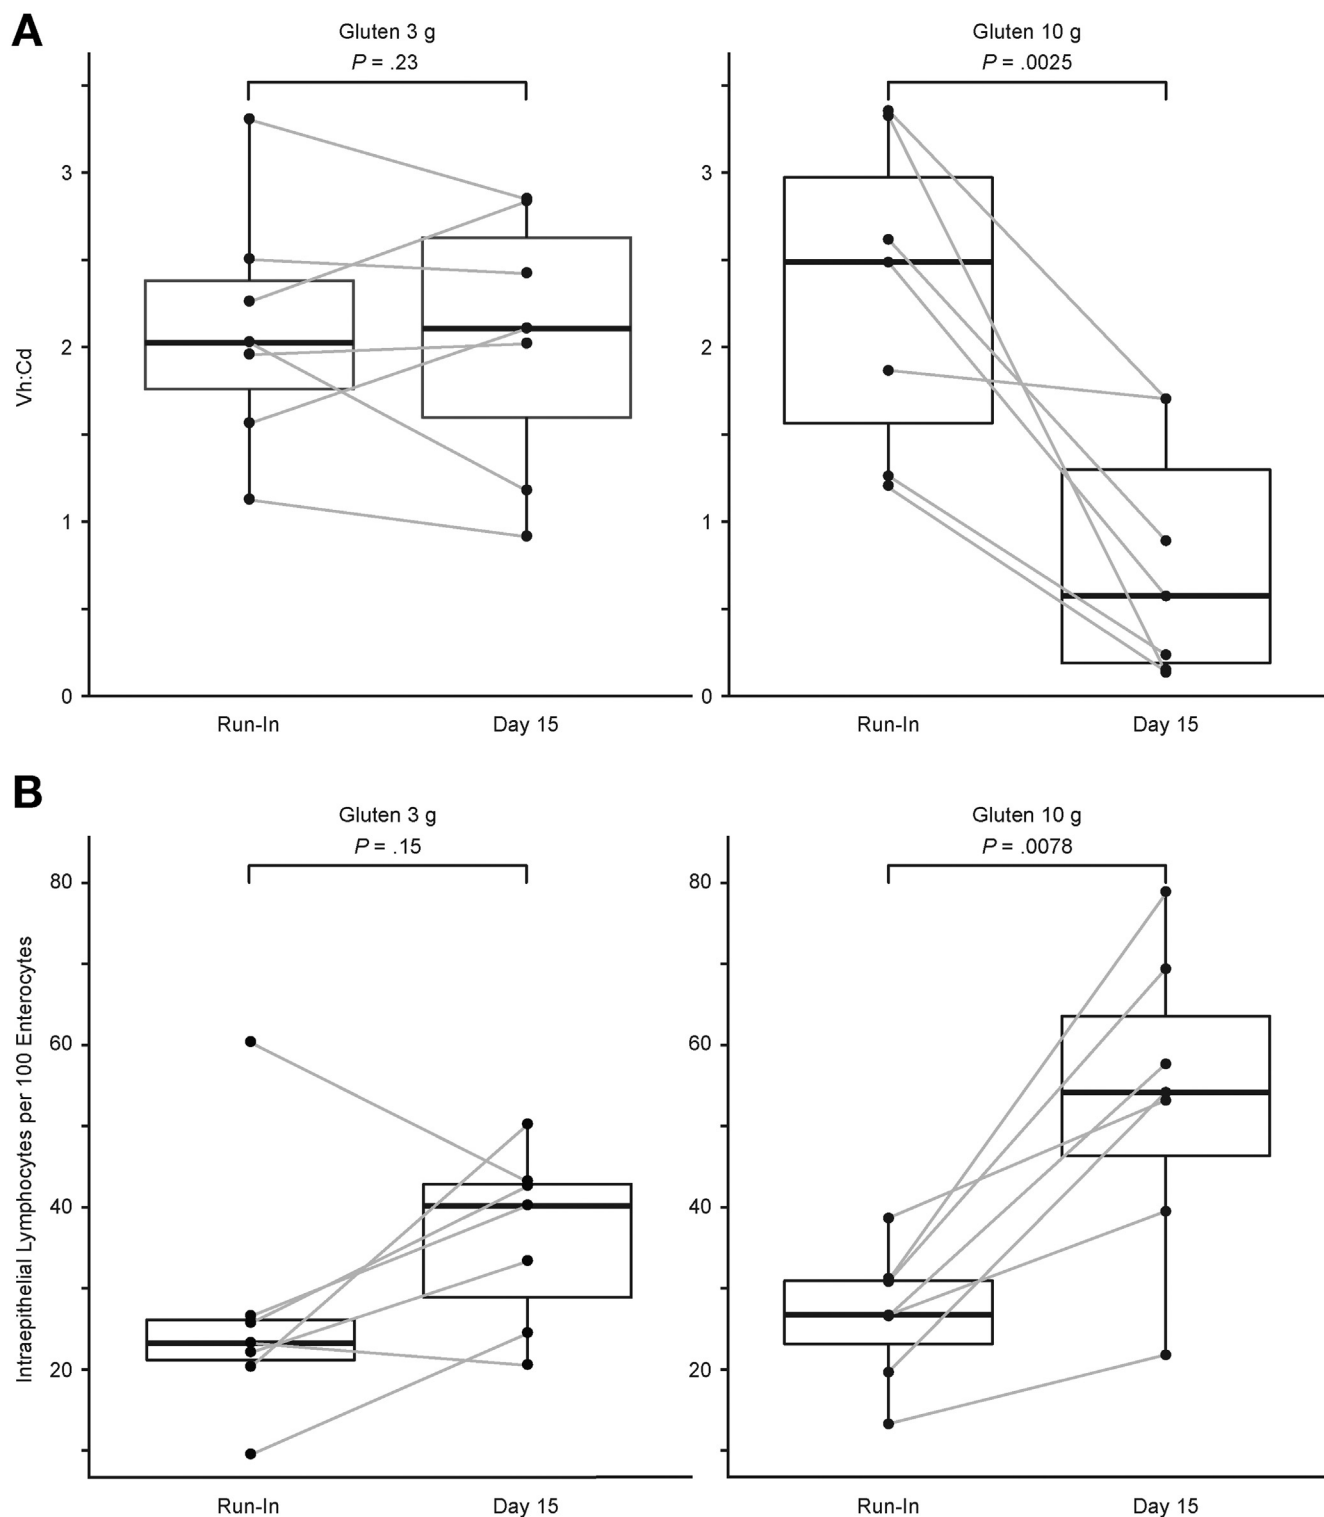 A
Gluten 3 g
P = .23
Gluten 10 g
P = .0025
Vh:Cd
3
2
1
0
3
2
1
0
Run-In
Day 15
Run-In
Day 15
B
Gluten 3 g
P = .15
Gluten 10 g
P = .0078
Intraepithelial Lymphocytes per 100 Enterocytes
80
60
40
20
80
60
40
20
Run-In
Day 15
Run-In
Day 15